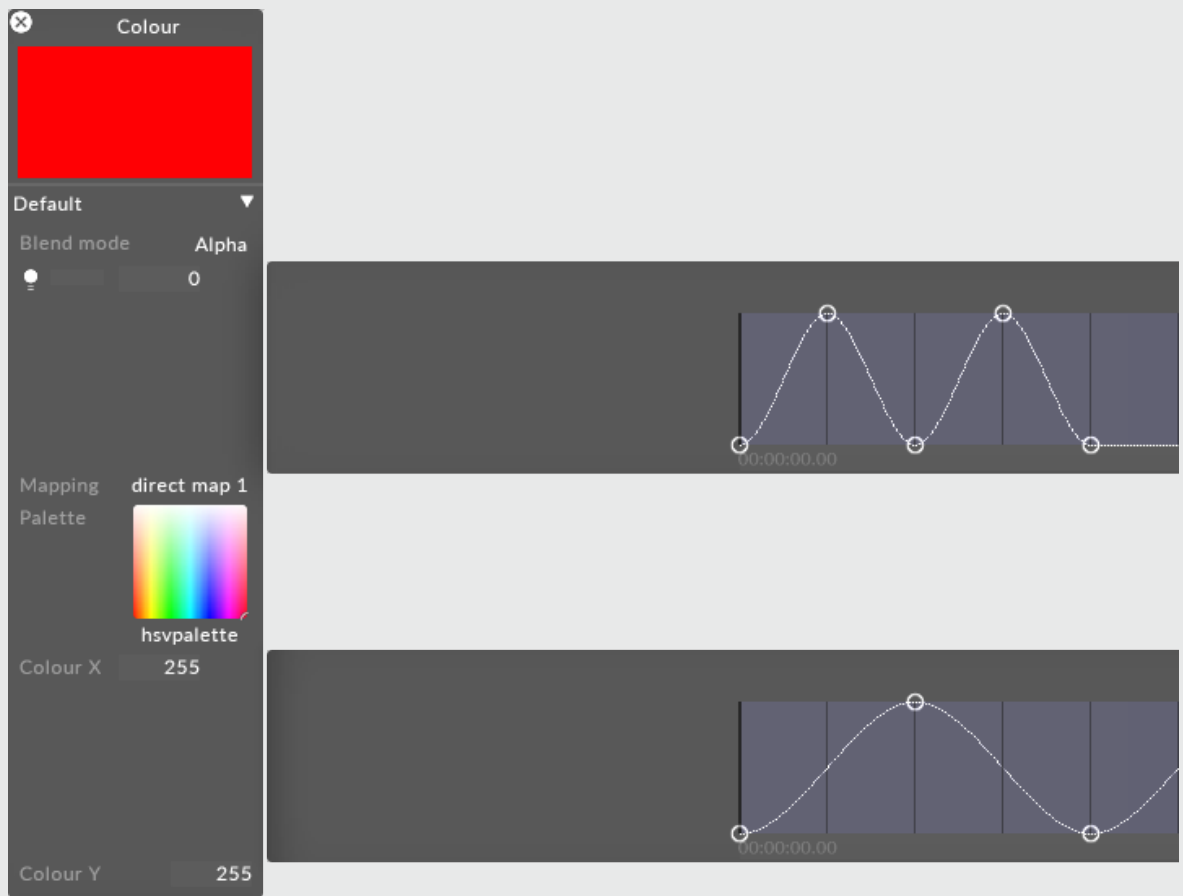 Colour
Default
Blend mode Alpha
0
00:00:00.00
Mapping direct map 1
Palette
hsvpalette
Colour X 255
00:00:00.00
Colour Y 255